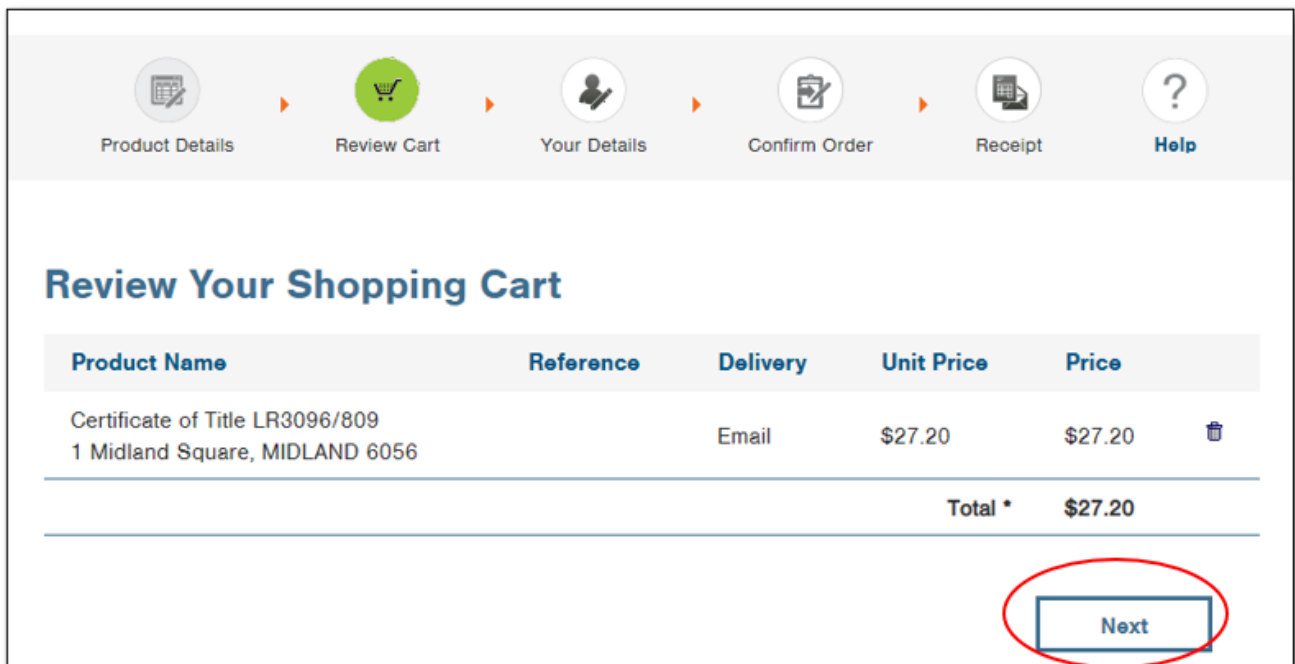 Product Details
Review Cart
Your Details
Confirm Order
Receipt
?
Help
Review Your Shopping Cart
Product Name Reference Delivery Unit Price Price
Certificate of Title LR3096/809
1 Midland Square, MIDLAND 6056
Email $27.20 $27.20
Total * $27.20
Next